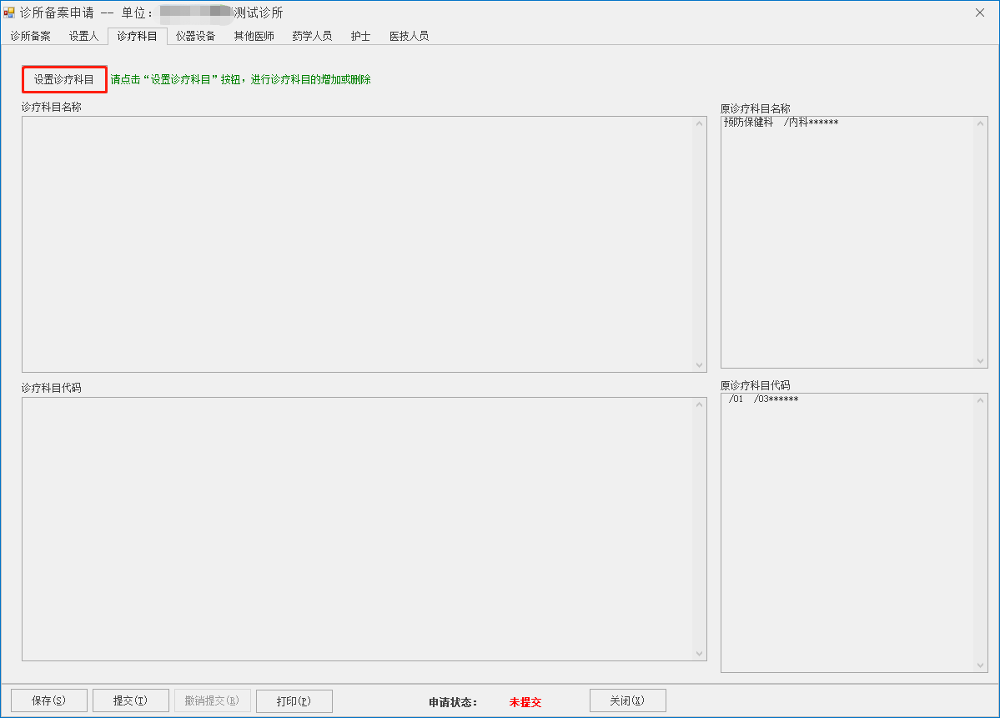 诊所备案申请 -- 单位: 测试诊所
诊所备案 设置人 诊疗科目 仪器设备 其他医师 药学人员 护士 医技人员
设置诊疗科目 请点击“设置诊疗科目”按钮，进行诊疗科目的增加或删除
诊疗科目名称
原诊疗科目名称
预防保健科 /内科******
诊疗科目代码
原诊疗科目代码
/01 /03******
保存(S) 提交(T) 撤销提交(R) 打印(P) 申请状态： 未提交 关闭(X)